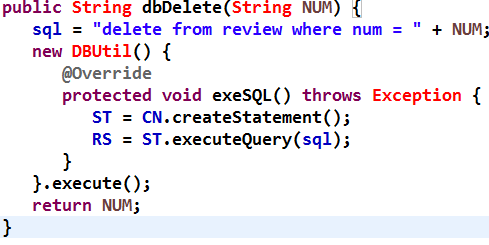 public String dbDelete(String NUM) {
sql = "delete from review where num = " + NUM;
new DBUtil() {
@Override
protected void exeSQL() throws Exception {
ST = CN.createStatement();
RS = ST.executeQuery(sql);
}
}.execute();
return NUM;
}